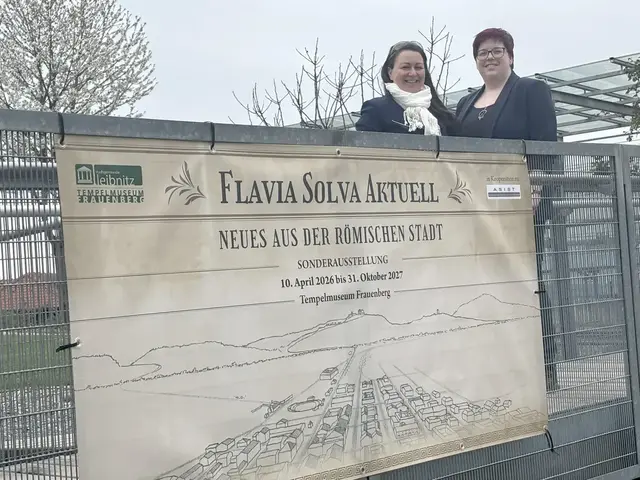 leibnitz
TEMPELMUSEUM
FRAUENBERG
in Kooperation mit
ASIST
FLAVIA SOLVA AKTUELL
NEUES AUS DER RÖMISCHEN STADT
SONDERAUSSTELLUNG
10. April 2026 bis 31. Oktober 2027
Tempelmuseum Frauenberg